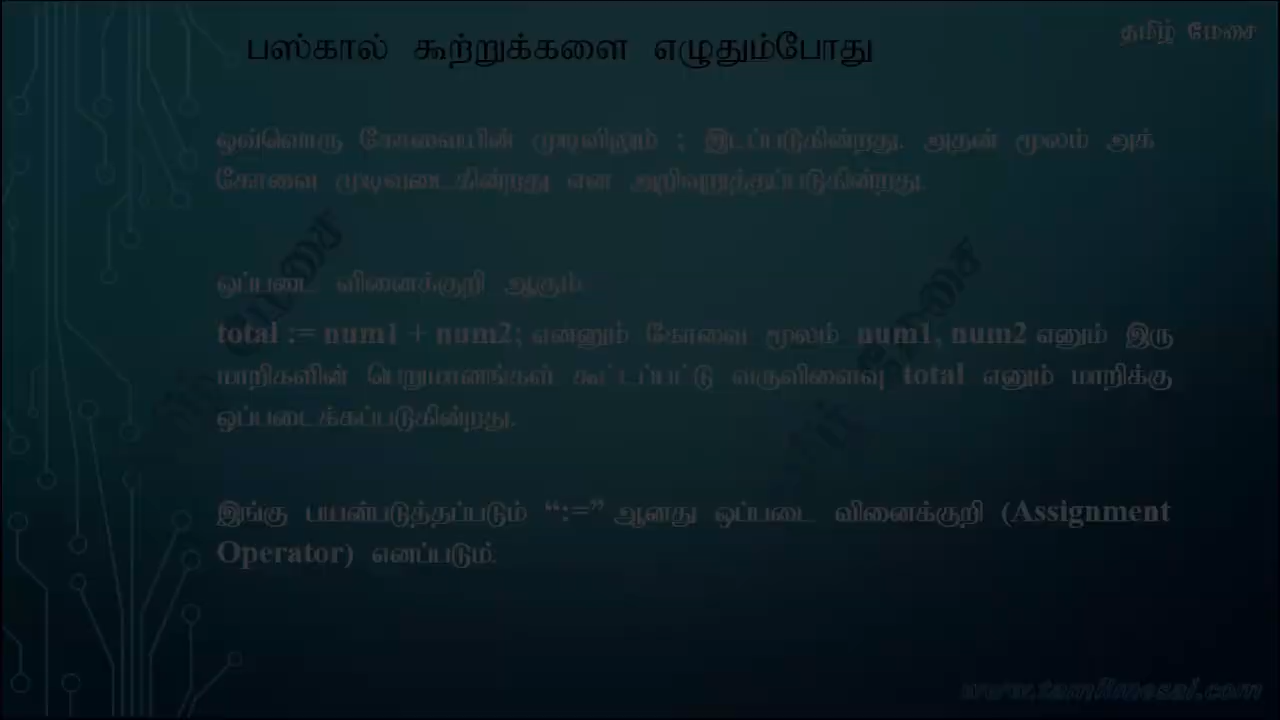 பஸ்கால் கூற்றுக்களை எழுதும்போது
தமிழ் மேசை
ஒவ்வொரு கோவையின் முடிவிலும் ; இடப்படுகின்றது. அதன் மூலம் அக்
கோவை முடிவடைகின்றது என அறிவுறுத்தப்படுகின்றது.
ஒப்படை வினைக்குறி ஆகும்
total := num1 + num2; என்னும் கோவை மூலம் num1, num2 எனும் இரு
மாறிகளின் பெறுமானங்கள் கூட்டப்பட்டு வருவிளைவு total எனும் மாறிக்கு
ஒப்படைக்கப்படுகின்றது.
இங்கு பயன்படுத்தப்படும் “:=” ஆனது ஒப்படை வினைக்குறி (Assignment
Operator) எனப்படும்.
www.tamilmesai.com